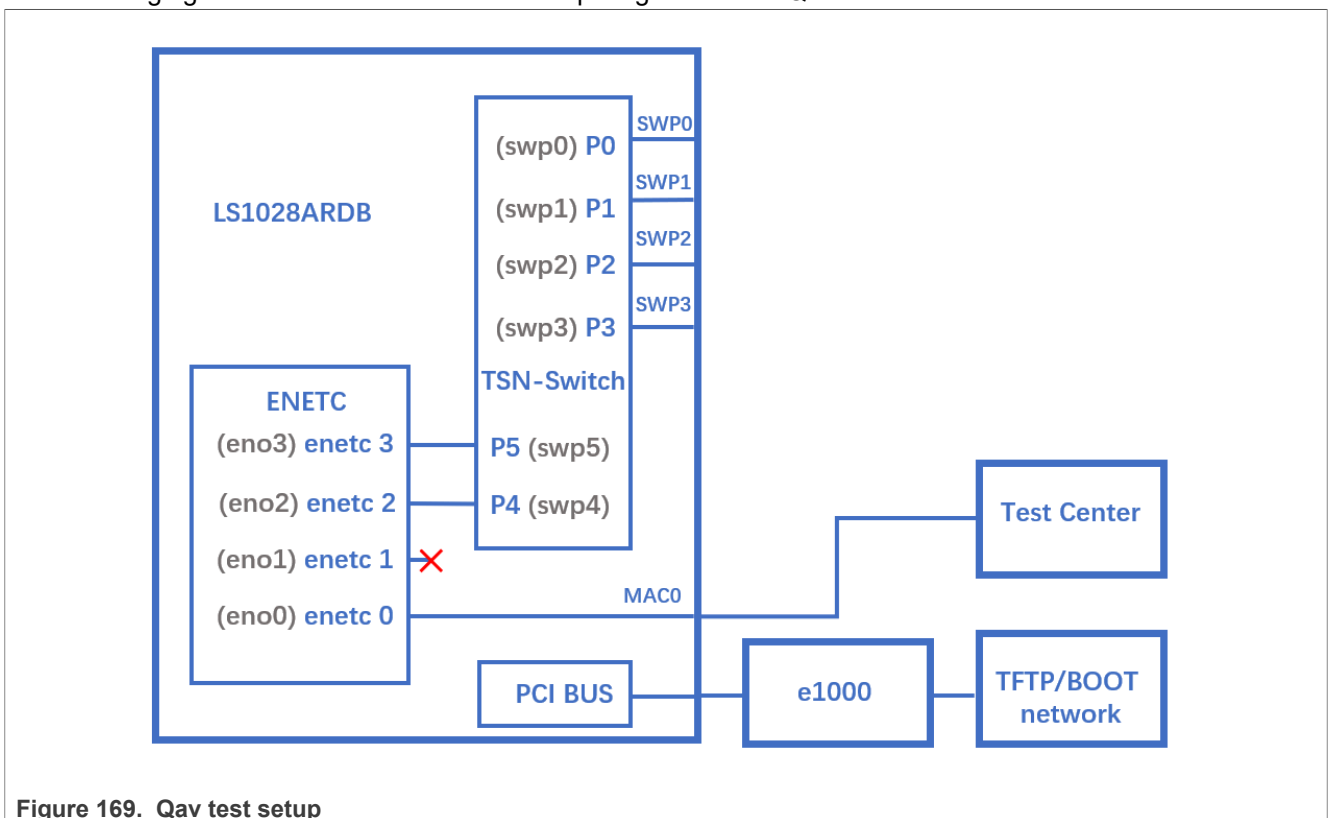 (swp0) P0
SWP0
(swp1) P1
SWP1
LS1028ARDB
(swp2) P2
SWP2
(swp3) P3
SWP3
TSN-Switch
ENETC
(eno3) enetc 3
P5 (swp5)
(eno2) enetc 2
P4 (swp4)
Test Center
(eno1) enetc 1
MAC0
(eno0) enetc 0
PCI BUS
e1000
TFTP/BOOT
network
Figure 169. Qav test setup